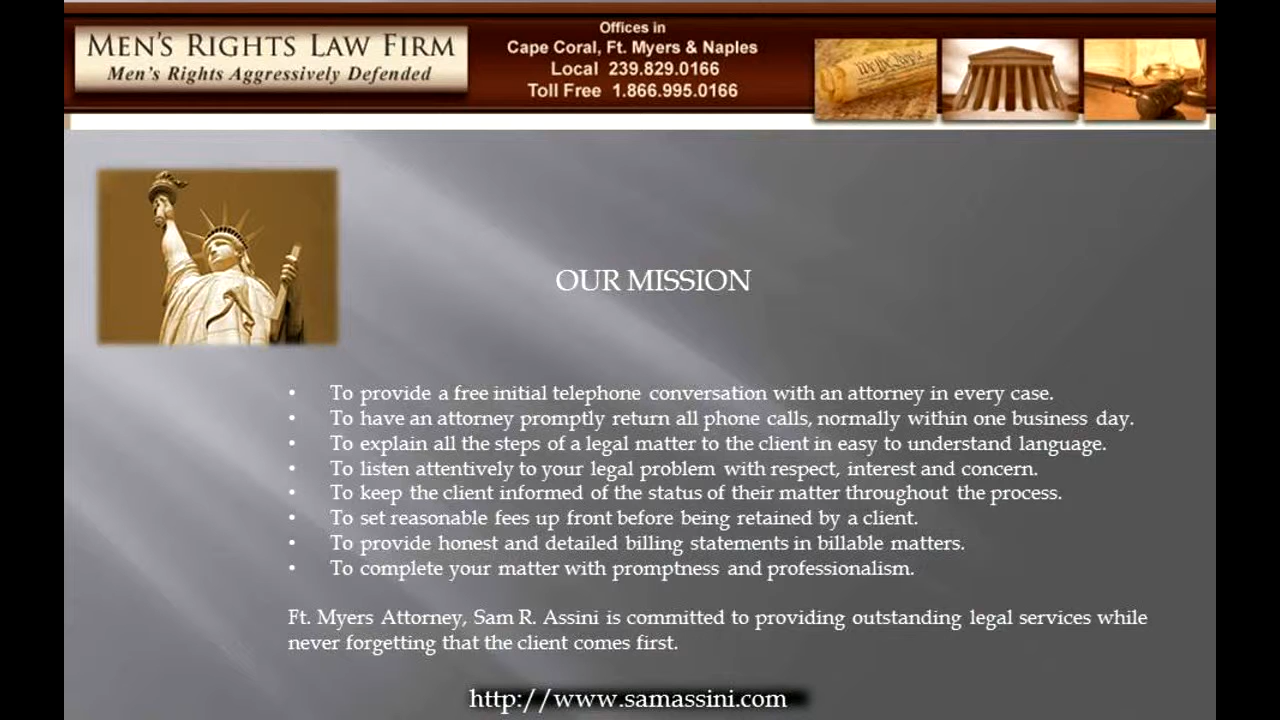 MEN'S RIGHTS LAW FIRM
Men's Rights Aggressively Defended
Offices in
Cape Coral, Ft. Myers & Naples
Local 239.829.0166
Toll Free 1.866.995.0166
We the People
OUR MISSION
• To provide a free initial telephone conversation with an attorney in every case.
• To have an attorney promptly return all phone calls, normally within one business day.
• To explain all the steps of a legal matter to the client in easy to understand language.
• To listen attentively to your legal problem with respect, interest and concern.
• To keep the client informed of the status of their matter throughout the process.
• To set reasonable fees up front before being retained by a client.
• To provide honest and detailed billing statements in billable matters.
• To complete your matter with promptness and professionalism.
Ft. Myers Attorney, Sam R. Assini is committed to providing outstanding legal services while
never forgetting that the client comes first.
http://www.samassini.com